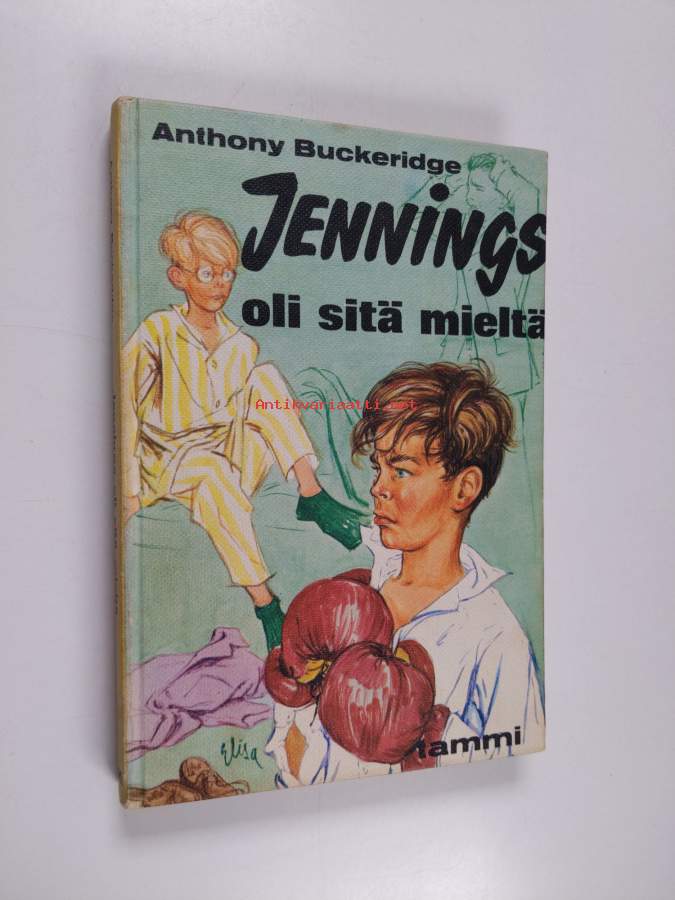 Anthony Buckeridge
JENNINGS
oli sitä mieltä
Antikvariaatti.net
elisa
tammi